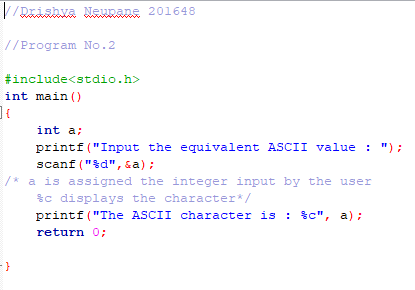 //Drishya Neupane 201648
//Program No.2
#include<stdio.h>
int main()
{
int a;
printf("Input the equivalent ASCII value : ");
scanf("%d",&a);
/* a is assigned the integer input by the user
%c displays the character*/
printf("The ASCII character is : %c", a);
return 0;
}